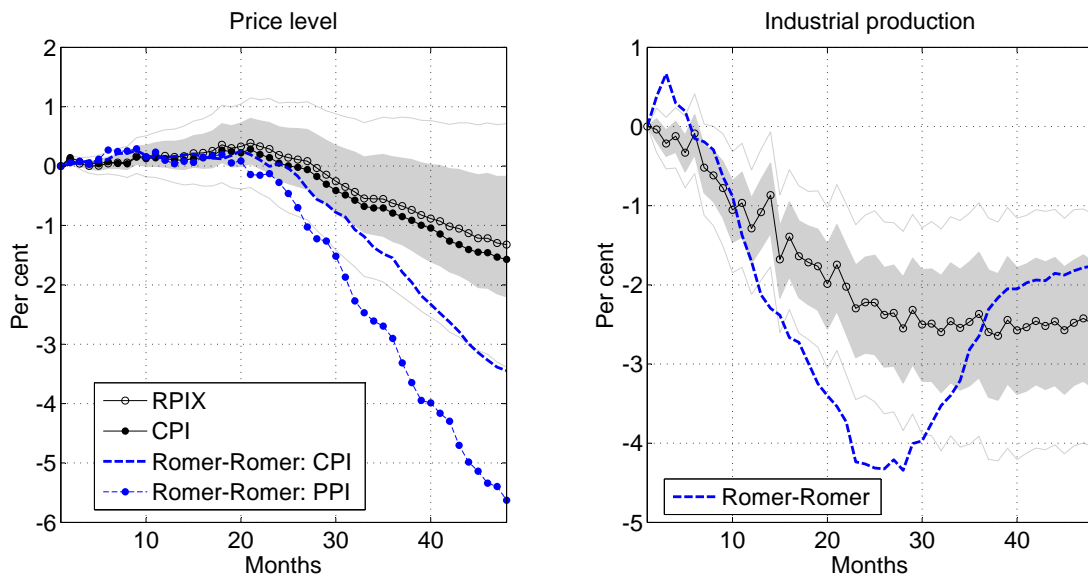 Price level
Per cent
2
1
0
-1
-2
-3
-4
-5
-6
RPIX
CPI
Romer-Romer: CPI
Romer-Romer: PPI
10
20
30
40
Months
Industrial production
Per cent
1
0
-1
-2
-3
-4
-5
Romer-Romer
10
20
30
40
Months